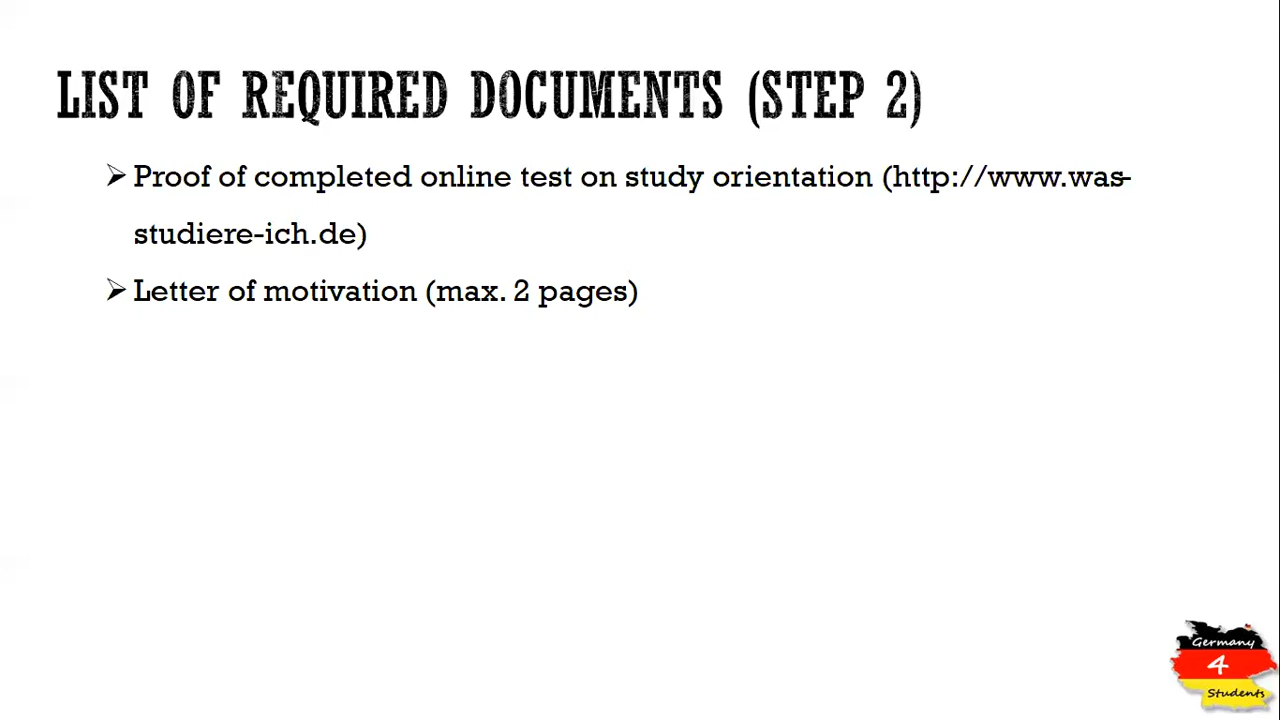 LIST OF REQUIRED DOCUMENTS (STEP 2)
➢ Proof of completed online test on study orientation (http://www.was-
studiere-ich.de)
➢ Letter of motivation (max. 2 pages)
Germany
4
Students